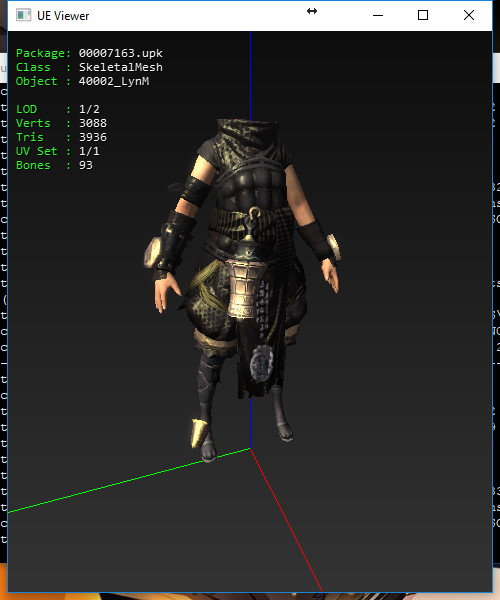 UE Viewer
Package: 00007163.upk
Class : SkeletalMesh
Object : 40002_LynM
LOD : 1/2
Verts : 3088
Tris : 3936
UV Set : 1/1
Bones : 93